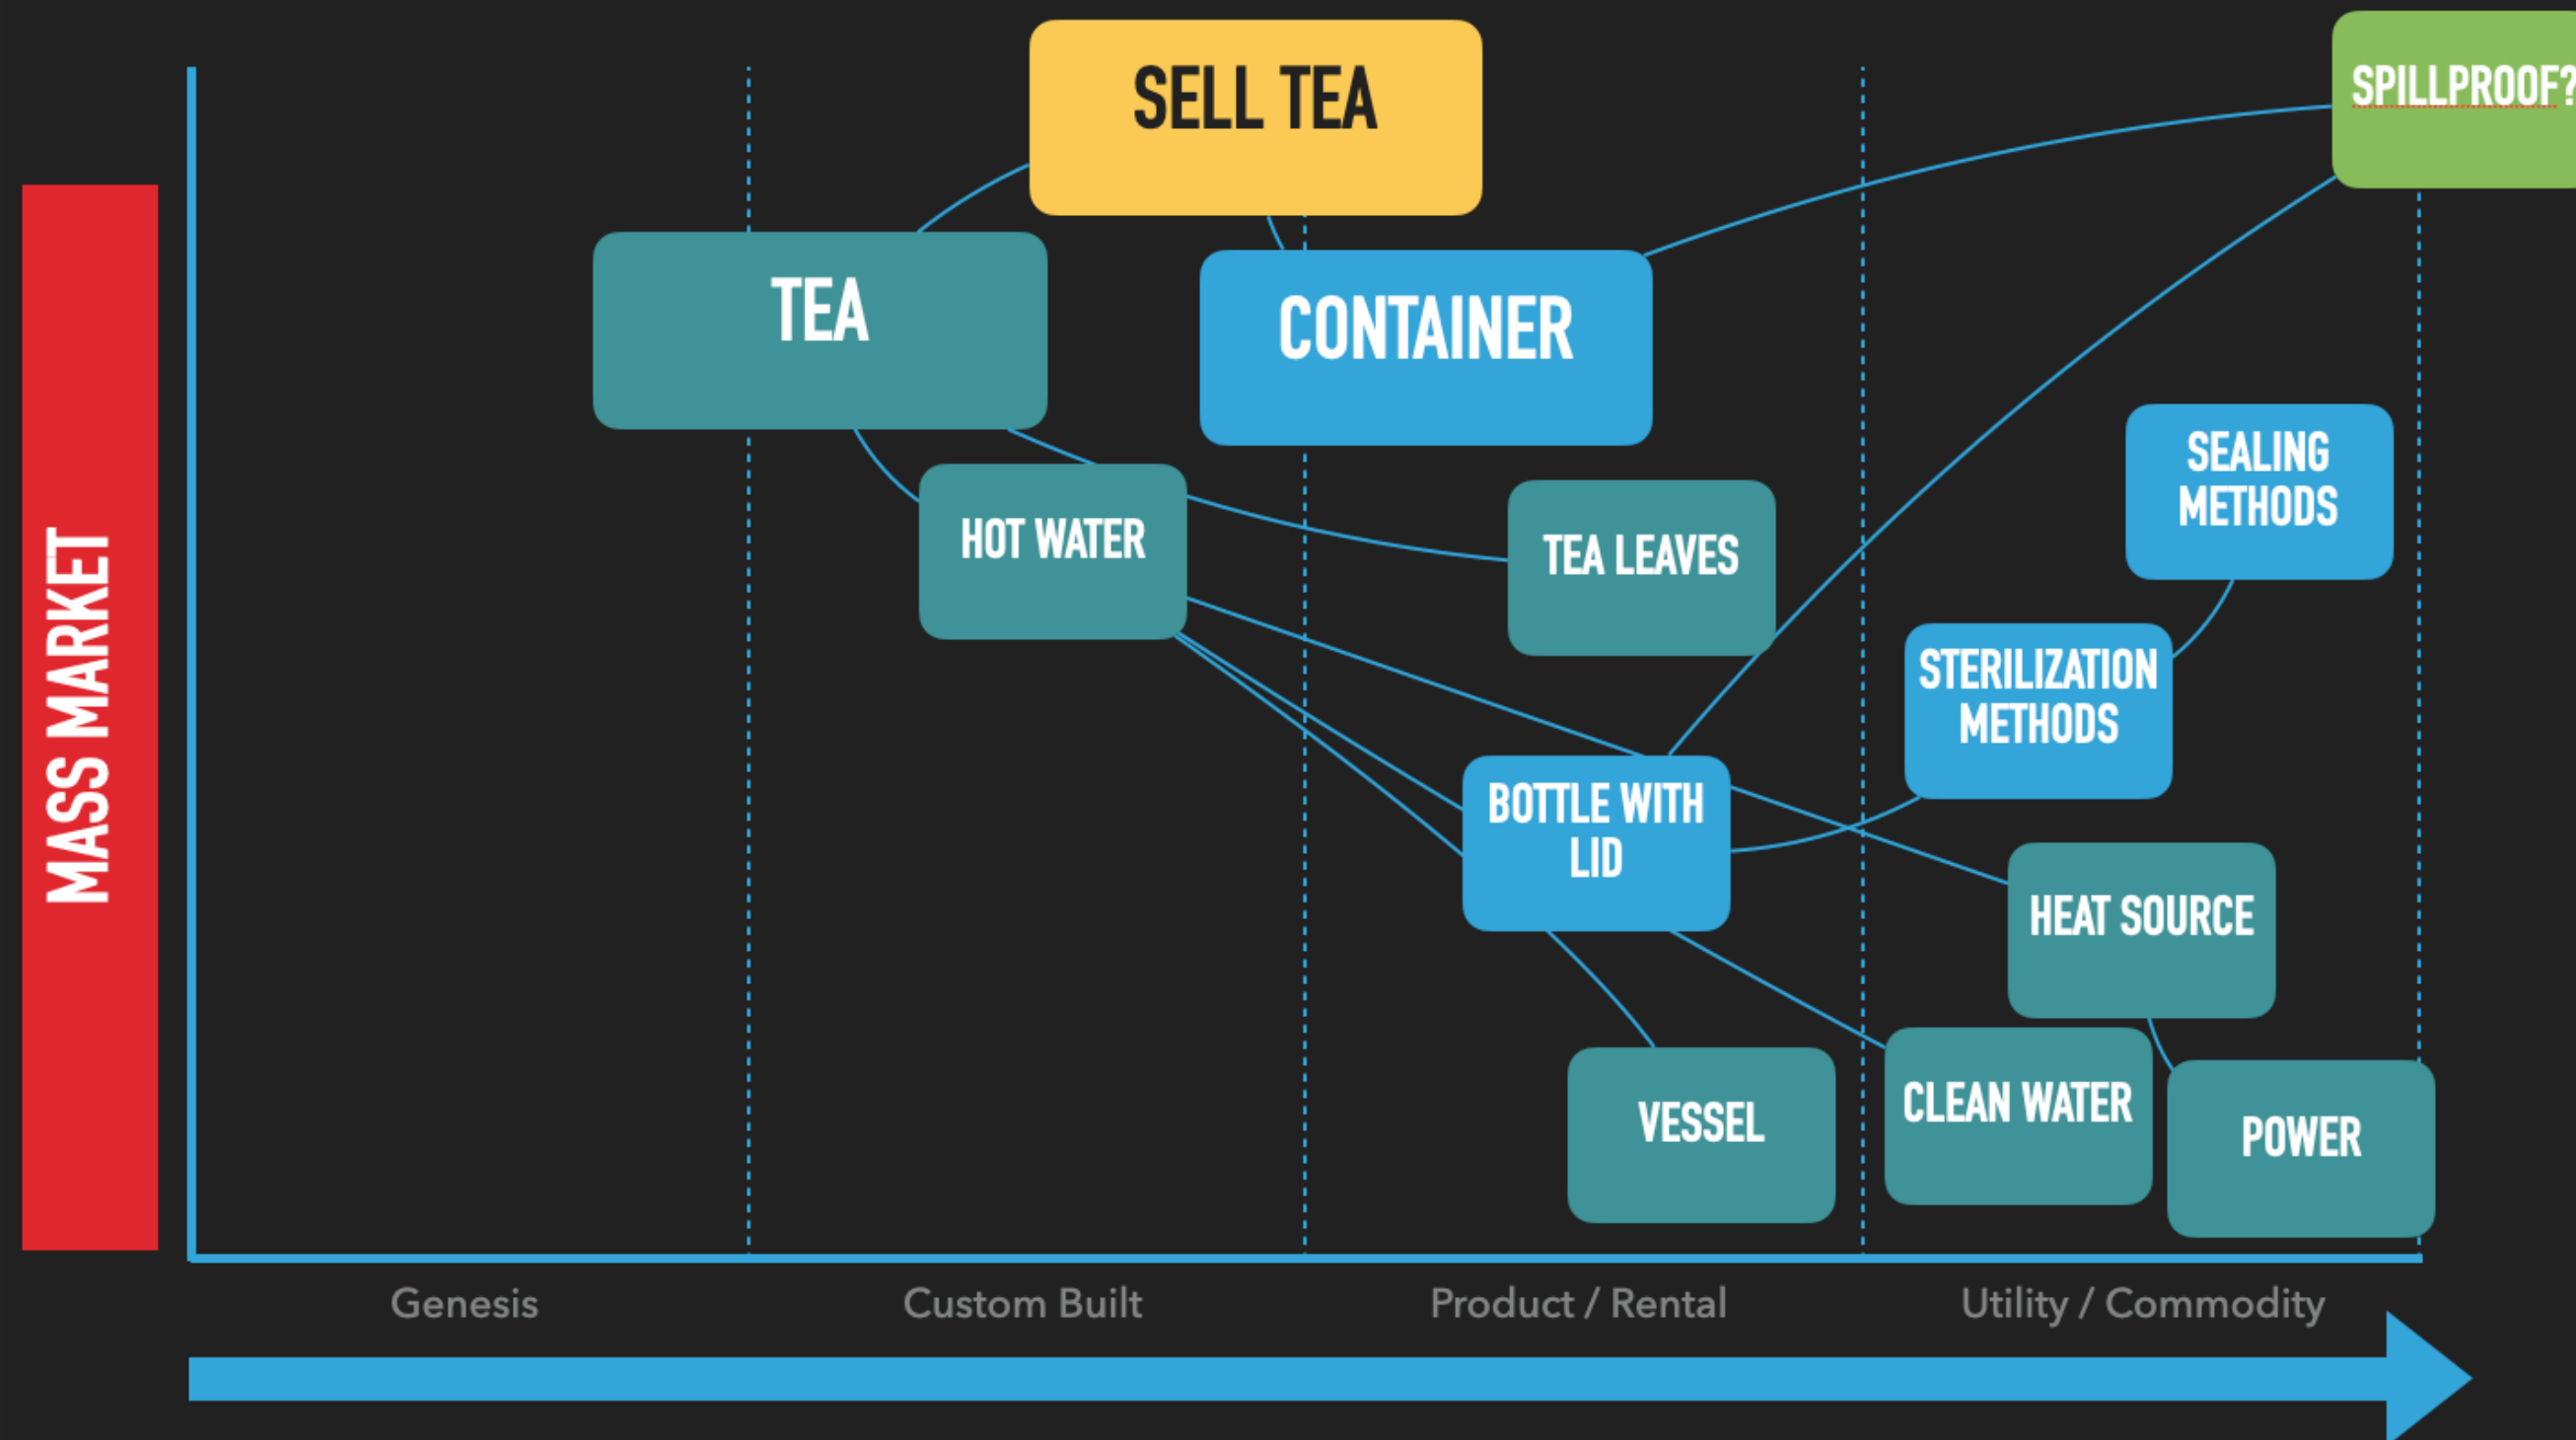 SELL TEA
SPILLPROOF?
TEA
CONTAINER
SEALING
METHODS
HOT WATER
TEA LEAVES
STERILIZATION
METHODS
MASS MARKET
BOTTLE WITH
LID
HEAT SOURCE
CLEAN WATER
VESSEL
POWER
Genesis
Custom Built
Product / Rental
Utility / Commodity